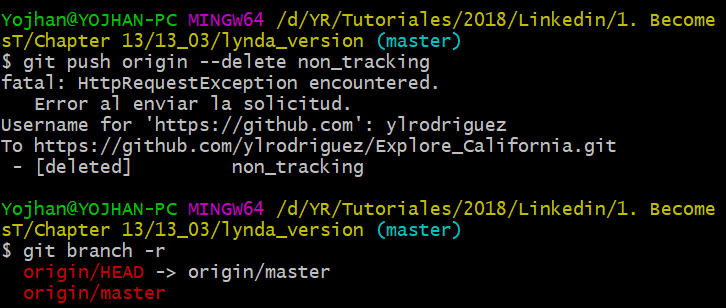 Yojhan@YOJHAN-PC MINGW64 /d/YR/Tutoriales/2018/Linkedin/1. Become
sT/Chapter 13/13_03/lynda_version (master)
$ git push origin --delete non_tracking
fatal: HttpRequestException encountered.
   Error al enviar la solicitud.
Username for 'https://github.com': ylrodriguez
To https://github.com/ylrodriguez/Explore_California.git
 - [deleted]         non_tracking

Yojhan@YOJHAN-PC MINGW64 /d/YR/Tutoriales/2018/Linkedin/1. Become
sT/Chapter 13/13_03/lynda_version (master)
$ git branch -r
  origin/HEAD -> origin/master
  origin/master